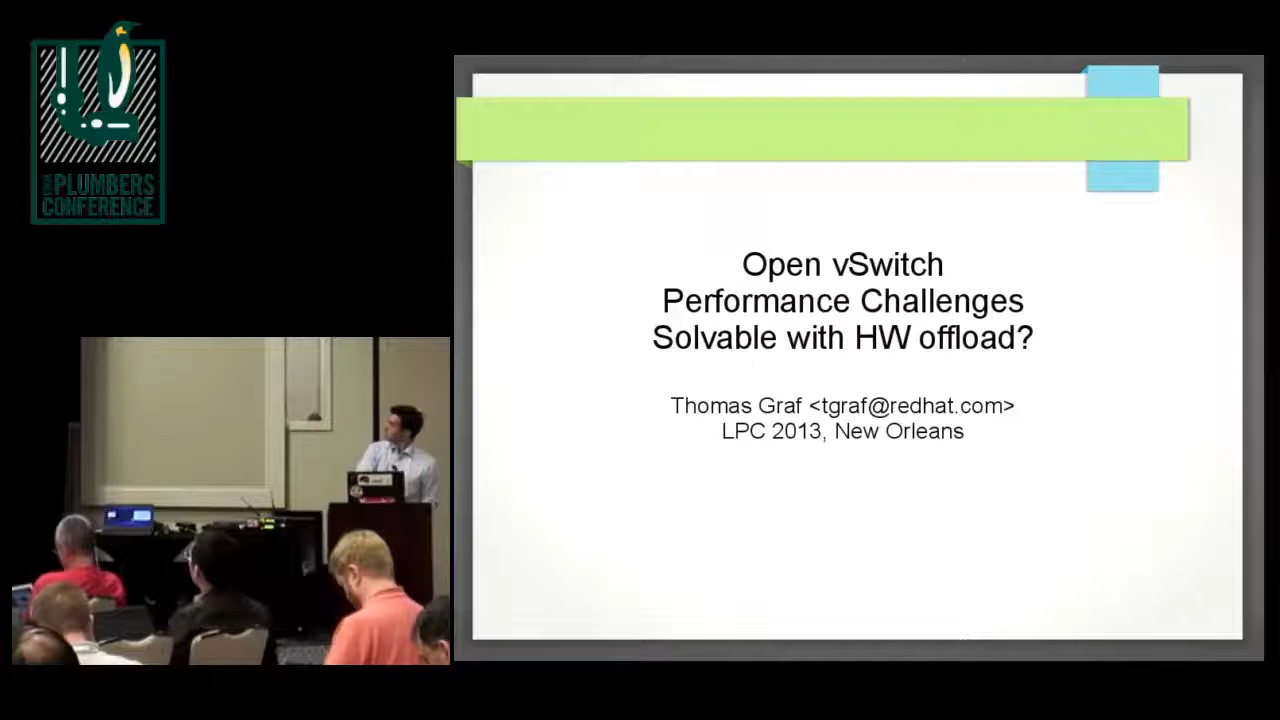 PLUMBERS
CONFERENCE
Open vSwitch
Performance Challenges
Solvable with HW offload?
Thomas Graf <tgraf@redhat.com>
LPC 2013, New Orleans